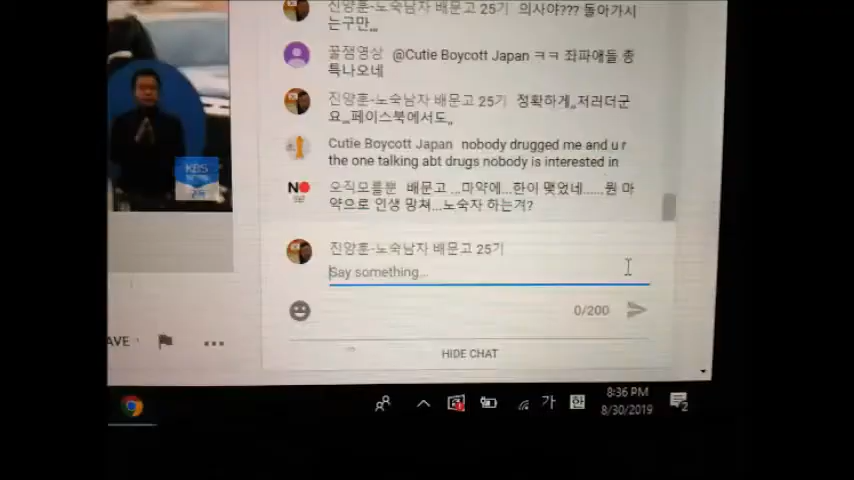 진양훈-노숙남자 배문고 25기 의사야??? 돌아가시
는구만,,,
꿀잼영상 @Cutie Boycott Japan ㅋㅋ 좌파애들 종
특나오네
진양훈-노숙남자 배문고 25기 정확하게,,저러더군
요,,,페이스북에서도,,
Cutie Boycott Japan nobody drugged me and u r
the one talking abt drugs nobody is interested in
오직모를뿐 배문고 ...마약에...한이 맺었네......뭔 마
약으로 인생 망쳐...노숙자 하는겨?
진양훈-노숙남자 배문고 25기
Say something...
0/200
HIDE CHAT
AVE
KBS
NO
가
한
8:36 PM
8/30/2019
2